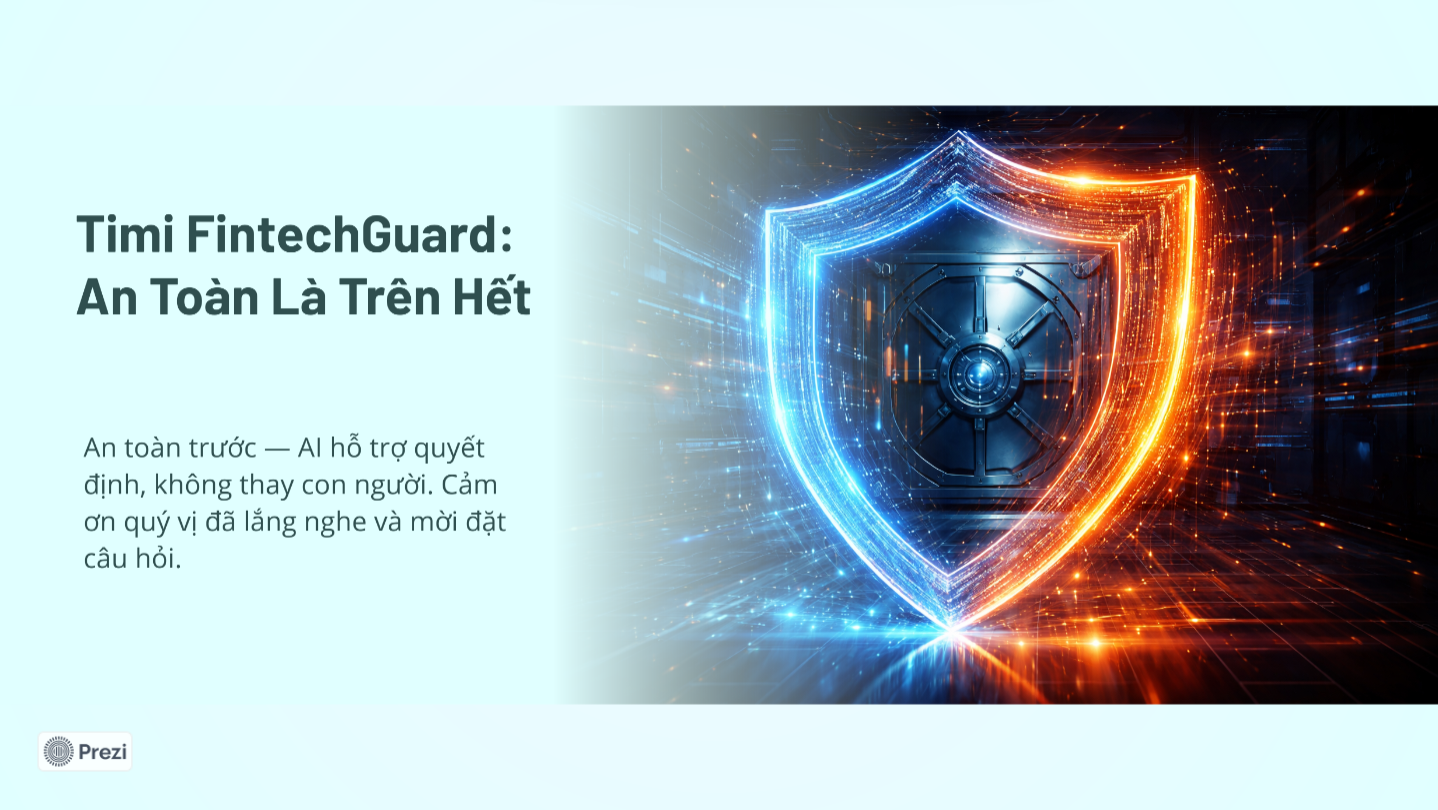 Timi FintechGuard:
An Toàn Là Trên Hết
An toàn trước — AI hỗ trợ quyết
định, không thay con người. Cảm
ơn quý vị đã lắng nghe và mời đặt
câu hỏi.
Prezi